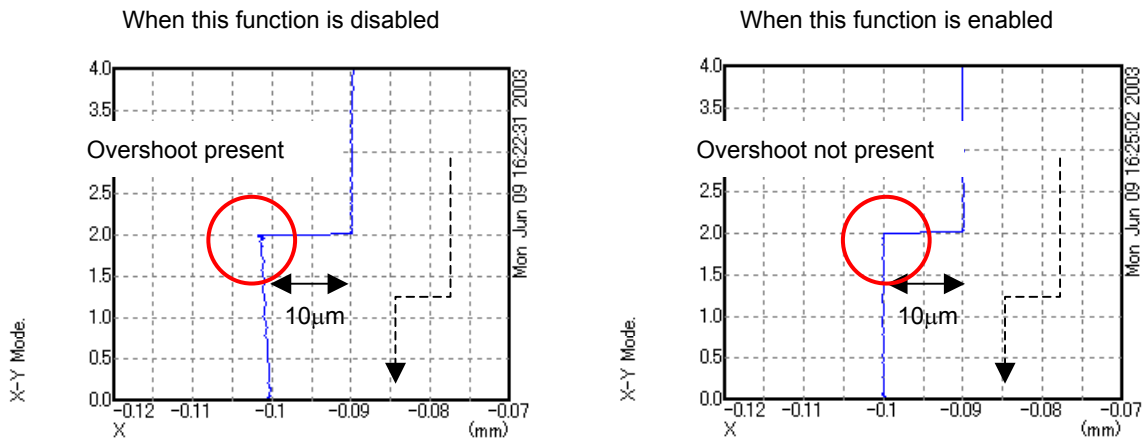 When this function is disabled
4.0
3.5
Overshoot present
2.5
2.0
1.5
1.0
0.5
0.0
10μm
-0.12
-0.1
-0.09
-0.08
-0.07
X
(mm)
X-Y Mode.
Mon Jun 09 16:22:31 2003
When this function is enabled
4.0
3.5
Overshoot not present
2.5
2.0
1.5
1.0
0.5
0.0
10μm
-0.12
-0.1
-0.09
-0.08
-0.07
X
(mm)
X-Y Mode.
Mon Jun 09 16:25:02 2003